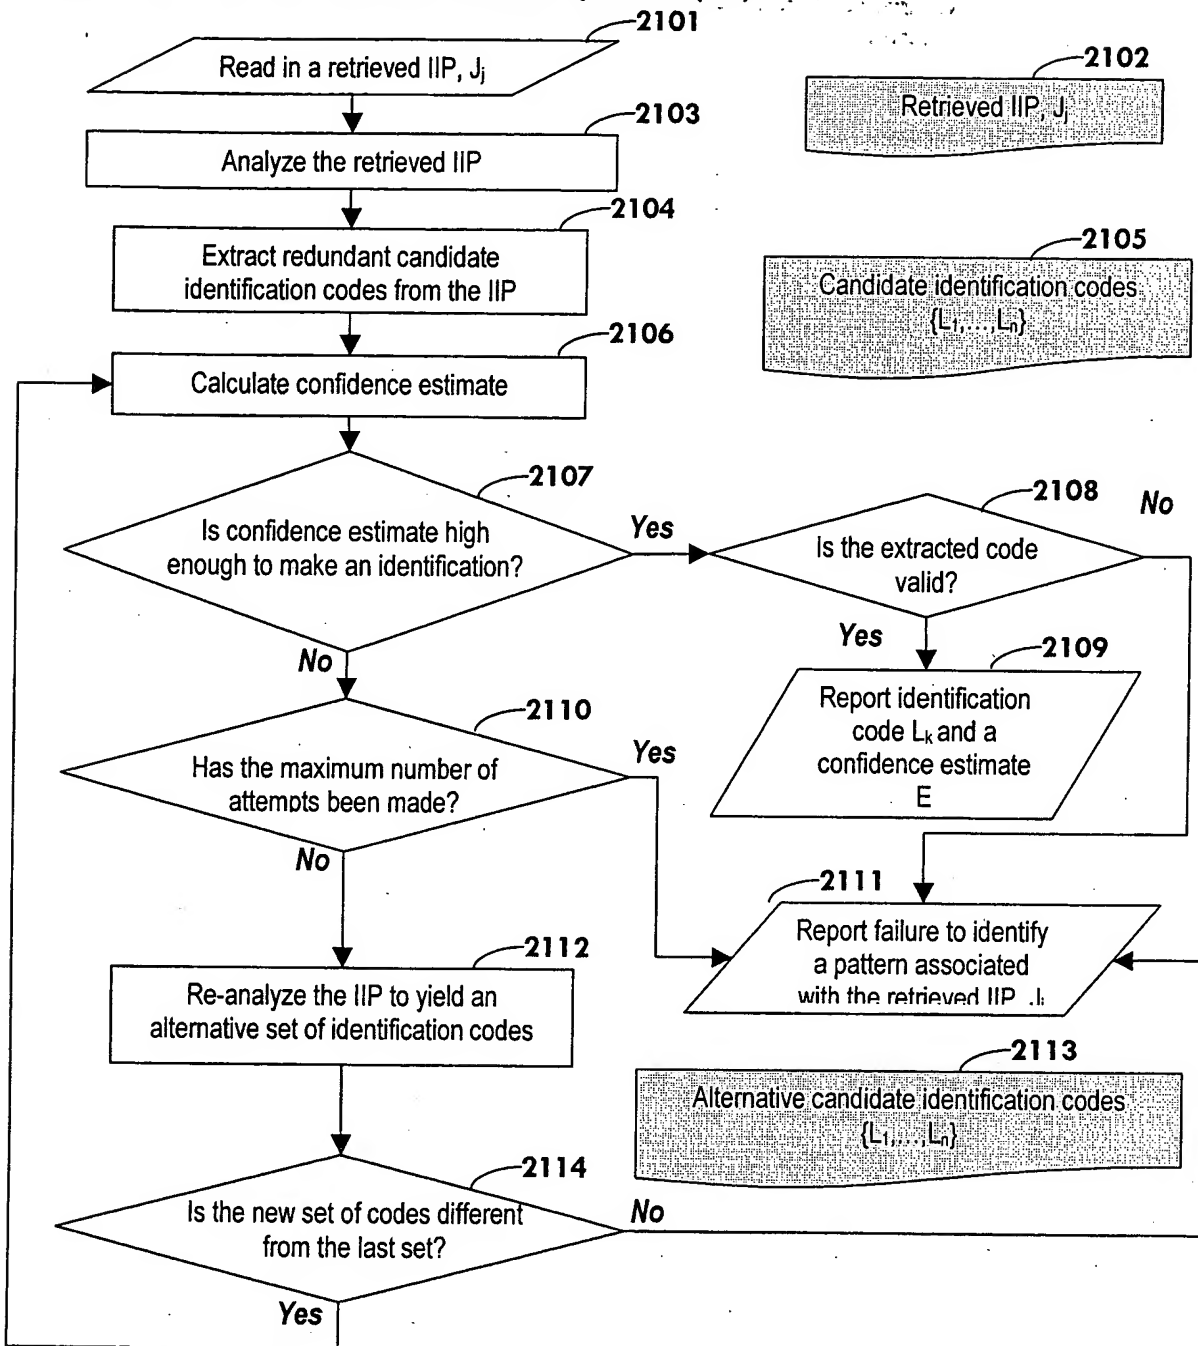 2101
Read in a retrieved IIP, Jj
2102
Retrieved IIP, Jj
2103
Analyze the retrieved IIP
2104
Extract redundant candidate
identification codes from the IIP
2105
Candidate identification codes
{L1,...,Ln}
2106
Calculate confidence estimate
2107
Is confidence estimate high
enough to make an identification?
Yes
2108
No
Is the extracted code
valid?
No
Yes
2109
Report identification
code Lk and a
confidence estimate
E
2110
Has the maximum number of
attempts been made?
Yes
No
2111
Report failure to identify
a pattern associated
with the retrieved IIP, Jj
2112
Re-analyze the IIP to yield an
alternative set of identification codes
2113
Alternative candidate identification codes
{L1,...,Ln}
2114
Is the new set of codes different
from the last set?
No
Yes